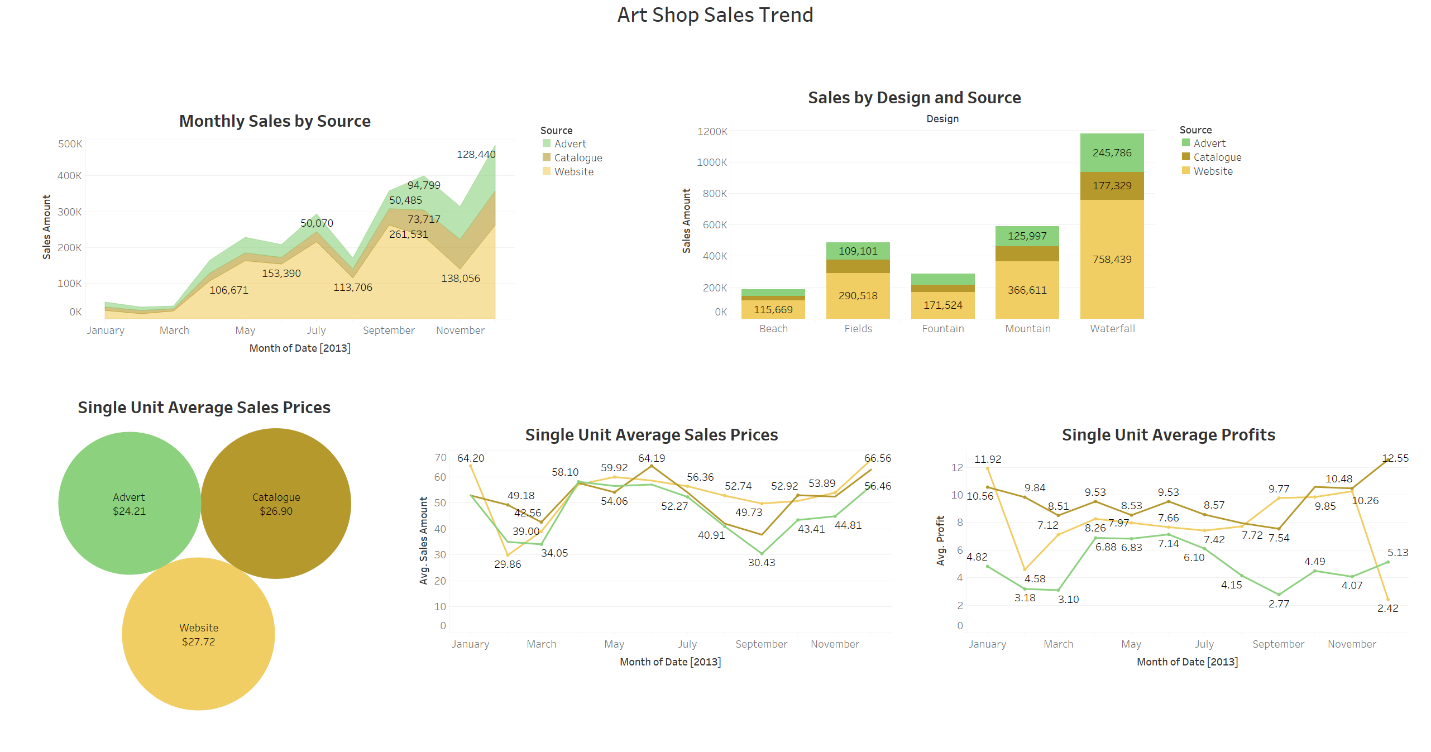 Art Shop Sales Trend
Monthly Sales by Source
500K
400K
300K
200K
100K
0K
Sales Amount
128,440
94,799
50,485
50,070
73,717
261,531
153,390
138,056
113,706
106,671
January
March
May
July
September
November
Month of Date [2013]
Source
Advert
Catalogue
Website
Sales by Design and Source
Design
1200K
1000K
800K
600K
400K
200K
0K
Sales Amount
245,786
177,329
758,439
125,997
366,611
109,101
290,518
171,524
115,669
Beach
Fields
Fountain
Mountain
Waterfall
Source
Advert
Catalogue
Website
Single Unit Average Sales Prices
Advert
$24.21
Catalogue
$26.90
Website
$27.72
Single Unit Average Sales Prices
70
60
50
40
30
20
10
0
Avg. Sales Amount
64.20
49.18
42.56
39.00
34.05
29.86
58.10
59.92
54.06
64.19
56.36
52.27
52.74
40.91
49.73
30.43
52.92
43.41
53.89
44.81
66.56
56.46
January
March
May
July
September
November
Month of Date [2013]
Single Unit Average Profits
12
10
8
6
4
2
0
Avg. Profit
11.92
10.56
4.82
9.84
4.58
3.18
8.51
7.12
3.10
9.53
8.26
6.88
8.53
7.97
6.83
9.53
7.66
7.14
8.57
7.42
6.10
7.72
4.15
9.77
7.54
2.77
9.85
4.49
10.48
10.26
4.07
12.55
5.13
2.42
January
March
May
July
September
November
Month of Date [2013]